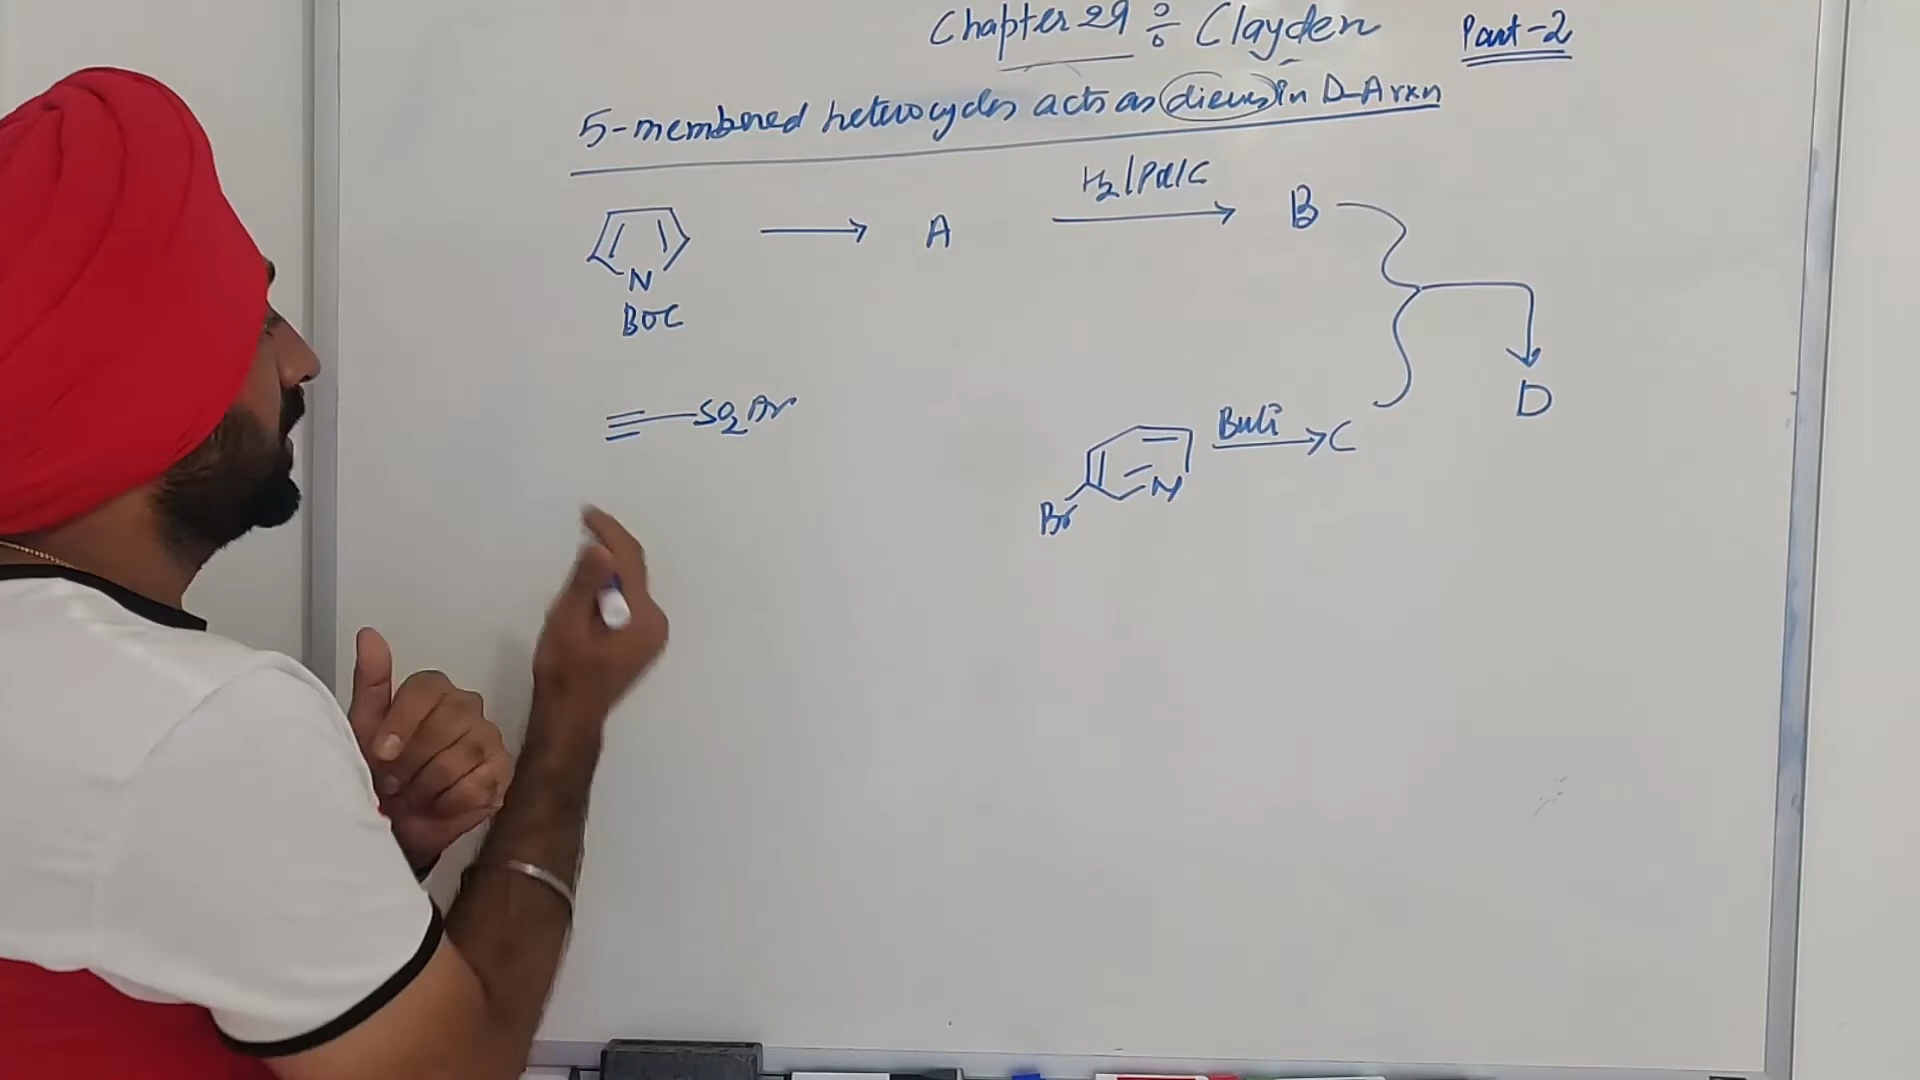 Chapter 29 ÷ Clayden Part-2
5-membered heterocycles acts as dienes in D-A rxn
H2/Pd/C
A B
N
BOC
SO2Ar
BuLi
C D
N
Br